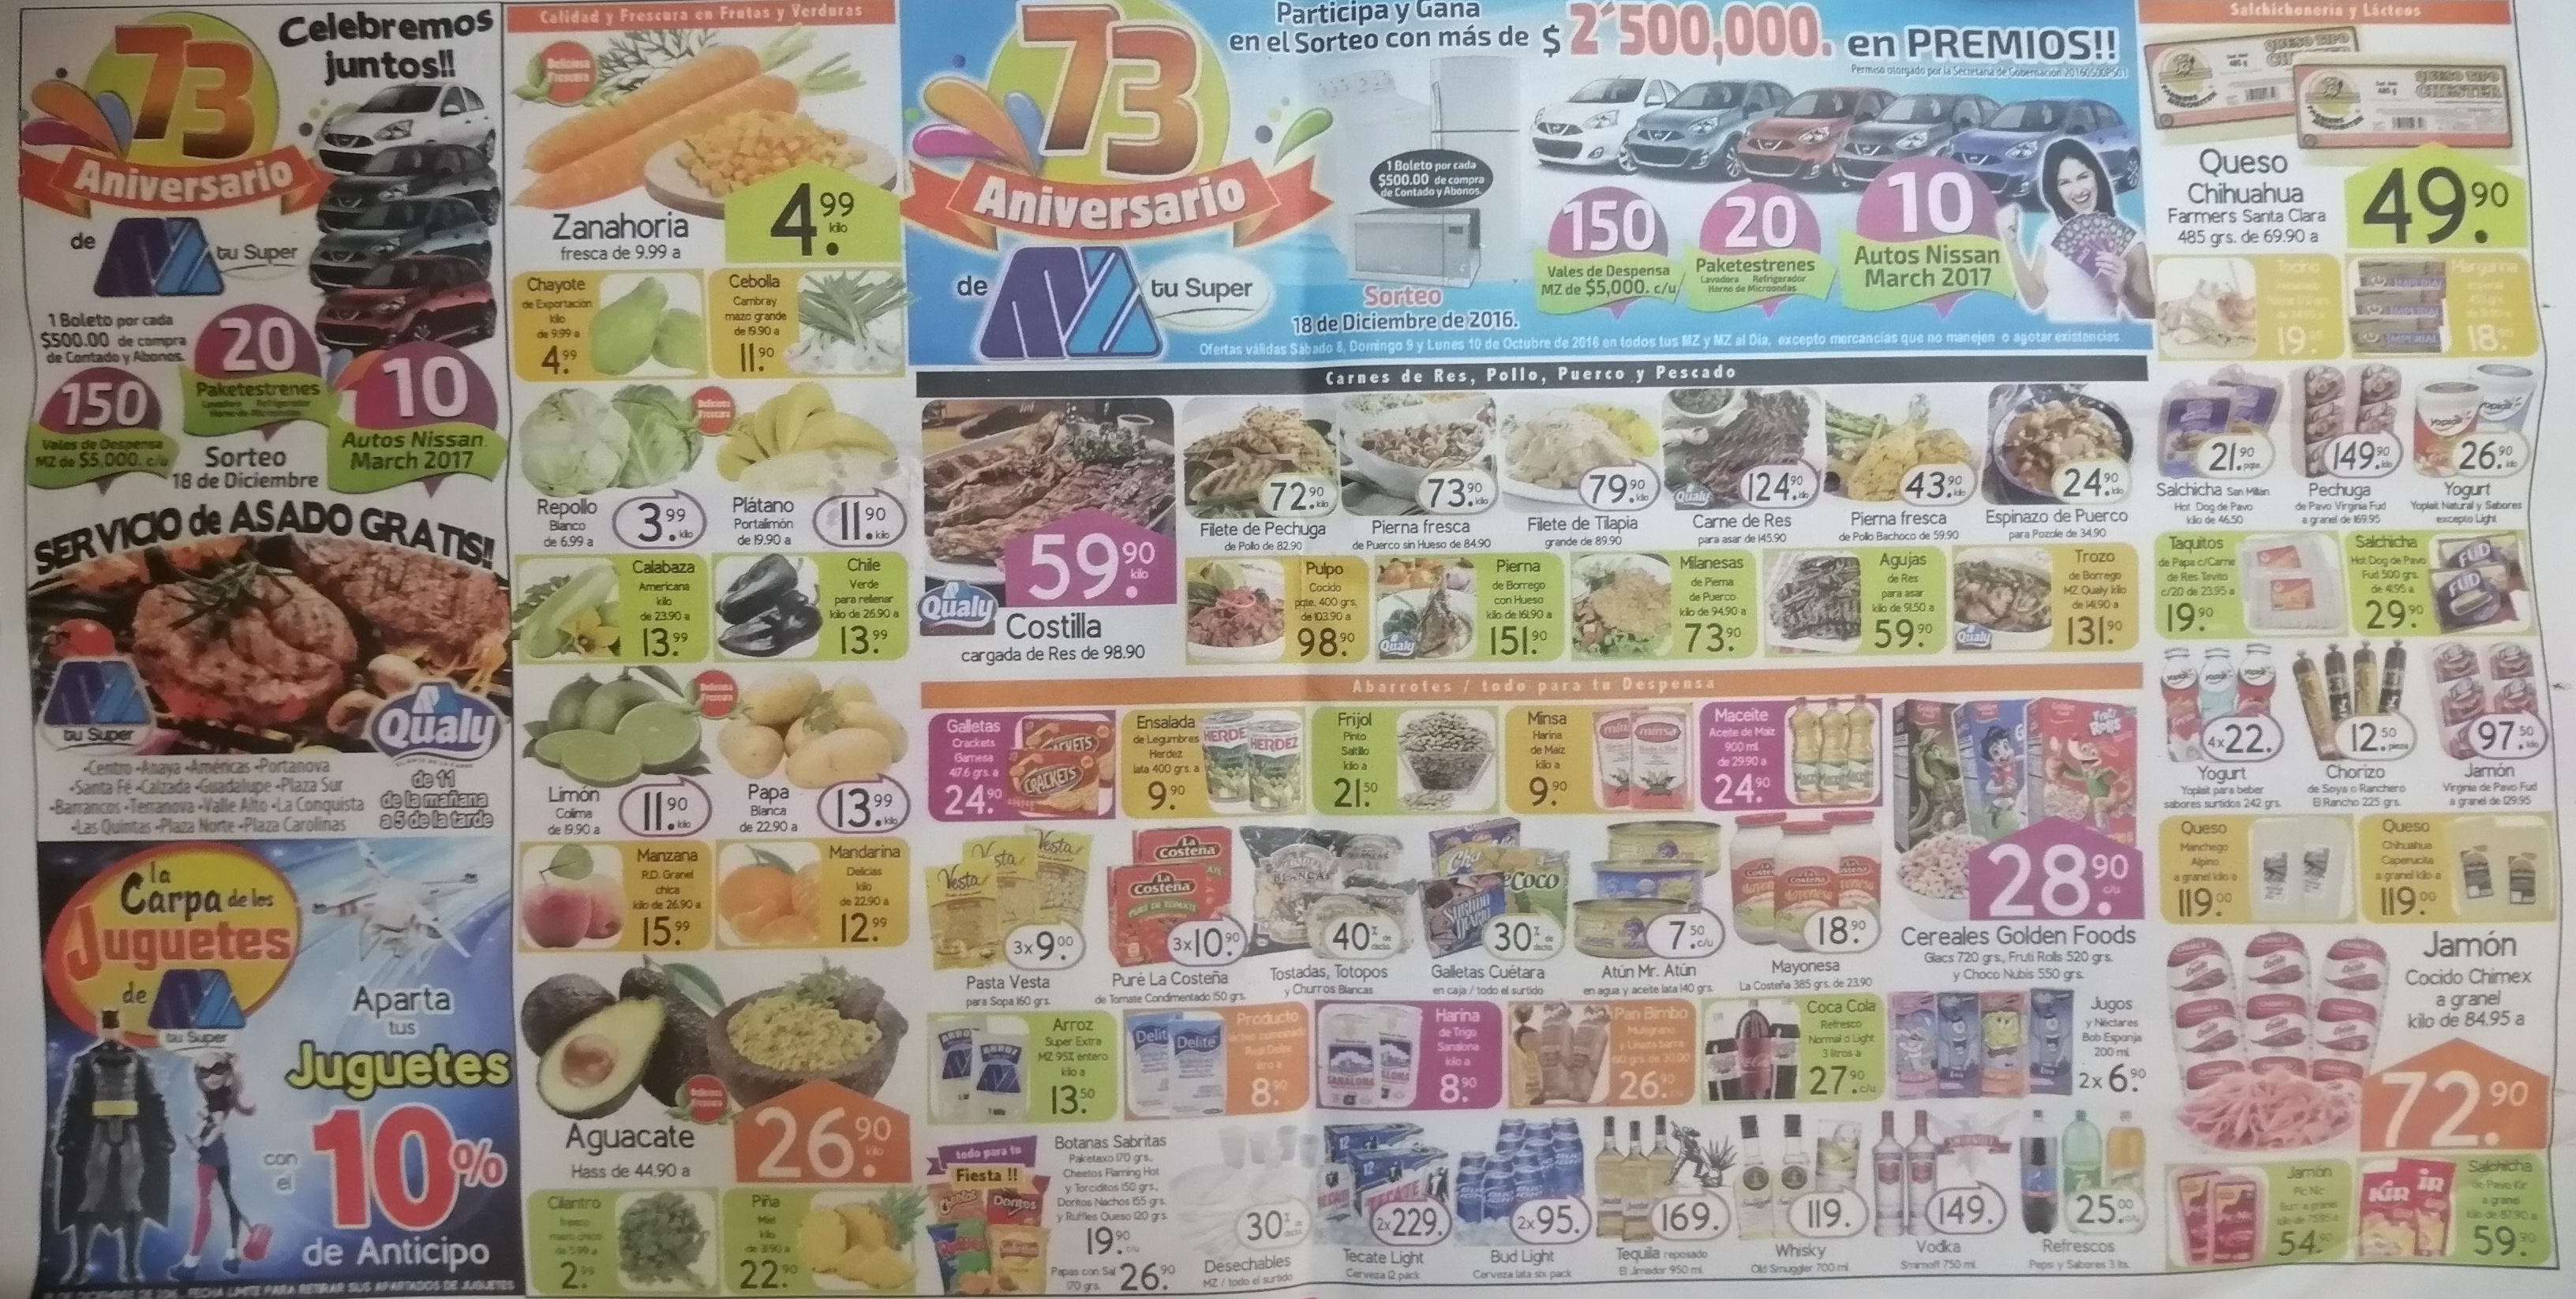 73
Aniversario
de MZ tu Super
Celebremos
juntos!!
1 Boleto por cada
$500.00 de compra
de Contado y Abonos.
20
Paketestrenes
Lavadora Refrigerador
Horno de Microondas
150
Vales de Despensa
MZ de $5,000. c/u
10
Autos Nissan
March 2017
Sorteo
18 de Diciembre
SERVICIO de ASADO GRATIS!!
MZ tu Super
Qualy
•Centro •Anaya •Américas •Portanova
•Santa Fé •Calzada •Guadalupe •Plaza Sur
•Barrancos •Terranova •Valle Alto •La Conquista
•Las Quintas •Plaza Norte •Plaza Carolinas
de 11
de la mañana
a 5 de la tarde
la
Carpa de los
Juguetes
de MZ
tu Super
Aparta
tus
Juguetes
con
el
10%
de Anticipo
FECHA LIMITE PARA RETIRAR SUS APARTADOS DE JUGUETES
Calidad y Frescura en Frutas y Verduras
Deliciosa
Frescura
Zanahoria
fresca de 9.99 a
4.99 kilo
Chayote
de Exportación
kilo
de 9.99 a
4.99
Cebolla
Cambray
mazo grande
de 19.90 a
11.90
Deliciosa
Frescura
Repollo
Blanco
de 6.99 a
3.99 kilo
Plátano
Portalimón
de 19.90 a
11.90 kilo
Calabaza
Americana
kilo
de 23.90 a
13.99
Chile
Verde
para rellenar
kilo de 26.90 a
13.99
Deliciosa
Frescura
Limón
Colima
de 19.90 a
11.90 kilo
Papa
Blanca
de 22.90 a
13.99 kilo
Manzana
R.D. Granel
chica
kilo de 26.90 a
15.99
Mandarina
Delicias
kilo
de 22.90 a
12.99
Deliciosa
Frescura
Aguacate
Hass de 44.90 a
26.90 kilo
Cilantro
fresco
mazo chico
de 5.99 a
2.99
Piña
Miel
kilo
de 31.90 a
22.90
73
Aniversario
de MZ tu Super
Participa y Gana
en el Sorteo con más de $2´500,000. en PREMIOS!!
Permiso otorgado por la Secretaria de Gobernacion
1 Boleto por cada
$500.00 de compra
de Contado y Abonos.
Sorteo
18 de Diciembre de 2016.
150
Vales de Despensa
MZ de $5,000. c/u
20
Paketestrenes
Lavadora Refrigerador
Horno de Microondas
10
Autos Nissan
March 2017
Ofertas válidas Sábado 8, Domingo 9 y Lunes 10 de Octubre de 2016 en todos tus MZ y MZ al Día, excepto mercancías que no manejen o agotar existencias.
Carnes de Res, Pollo, Puerco y Pescado
59.90 kilo
Qualy
Costilla
cargada de Res de 98.90
72.90 kilo
Filete de Pechuga
de Pollo de 82.90
73.90 kilo
Pierna fresca
de Puerco sin Hueso de 84.90
79.90 kilo
Filete de Tilapia
grande de 89.90
Qualy
124.90 kilo
Carne de Res
para asar de 145.90
43.90 kilo
Pierna fresca
de Pollo Bachoco de 59.90
24.90 kilo
Espinazo de Puerco
para Pozole de 34.90
Pulpo
Cocido
pqte. 400 grs.
de 103.90 a
98.90
Qualy
Pierna
de Borrego
con Hueso
kilo de 161.90 a
151.90
Milanesas
de Pierna
de Puerco
kilo de 94.90 a
73.90
Agujas
de Res
para asar
kilo de 91.50 a
59.90
Qualy
Trozo
de Borrego
MZ Qualy kilo
de 141.90 a
131.90
Abarrotes / todo para tu Despensa
Galletas
Crackets
Gamesa
417.6 grs. a
24.90
Ensalada
de Legumbres
Herdez
lata 400 grs. a
9.90
HERDEZ
Frijol
Pinto
Saltillo
kilo a
21.50
Minsa
Harina
de Maíz
kilo a
9.90
minsa
Maceite
Aceite de Maíz
900 ml
de 29.90 a
24.90
28.90 c/u
Cereales Golden Foods
Glacs 720 grs., Fruti Rolls 520 grs.
y Choco Nubis 550 grs.
Vesta
3x9.00
Pasta Vesta
para Sopa 160 grs.
La Costeña
3x10.90
Puré La Costeña
de Tomate Condimentado 150 grs.
40% de dscto.
Tostadas, Totopos
y Churros Blancas
30% de dscto.
Galletas Cuétara
en caja / todo el surtido
7.50 c/u
Atún Mr. Atún
en agua y aceite lata 140 grs.
18.90
Mayonesa
La Costeña 385 grs. de 23.90
Arroz
Super Extra
MZ 95% entero
kilo a
13.50
Delite
Producto
8.90
Harina
de Trigo
Sanalona
kilo a
8.90
Pan Bimbo
26.90
Coca Cola
Refresco
Normal o Light
3 litros a
27.90 c/u
Jugos
y Néctares
Bob Esponja
200 ml
2x6.90
todo para tu
Fiesta !!
Botanas Sabritas
Paketaxo 170 grs.,
Cheetos Flaming Hot
y Torciditos 150 grs.,
Doritos Nachos 155 grs.
y Ruffles Queso 120 grs.
19.90 c/u
Papas con Sal
170 grs. 26.90
30% de dscto.
Desechables
MZ / todo el surtido
2x229.
Tecate Light
Cerveza 12 pack
2x95.
Bud Light
Cerveza lata six pack
169.
Tequila reposado
El Jimador 950 ml
119.
Whisky
Old Smuggler 700 ml
149.
Vodka
Smirnoff 750 ml
25.00 c/u
Refrescos
Pepsi y Sabores 3 lts.
Salchichonería y Lácteos
QUESO TIPO
CHESTER
Queso
Chihuahua
Farmers Santa Clara
485 grs. de 69.90 a
49.90
Tocino
19.
Margarina
18.
21.90 pqte.
Salchicha San Millán
Hot Dog de Pavo
kilo de 46.50
149.90 kilo
Pechuga
de Pavo Virginia Fud
a granel de 169.95
26.90 kilo
Yogurt
Yoplait Natural y Sabores
excepto Light
Taquitos
de Papa c/Carne
de Res Tavito
c/20 de 23.95 a
19.90
Salchicha
Hot Dog de Pavo
Fud 500 grs.
de 41.95 a
29.90
FUD
4x22.
Yogurt
Yoplait para beber
sabores surtidos 242 grs.
12.50 pieza
Chorizo
de Soya o Ranchero
El Rancho 225 grs.
97.50 kilo
Jamón
Virginia de Pavo Fud
a granel de 129.95
Queso
Manchego
Alpino
a granel kilo a
119.00
Queso
Chihuahua
Caperucita
a granel kilo a
119.00
Jamón
Cocido Chimex
a granel
kilo de 84.95 a
72.90
Jamón
Pic Nic
Burr a granel
54.
KIR
Salchicha
de Pavo Kir
a granel
kilo de 87.90 a
59.90